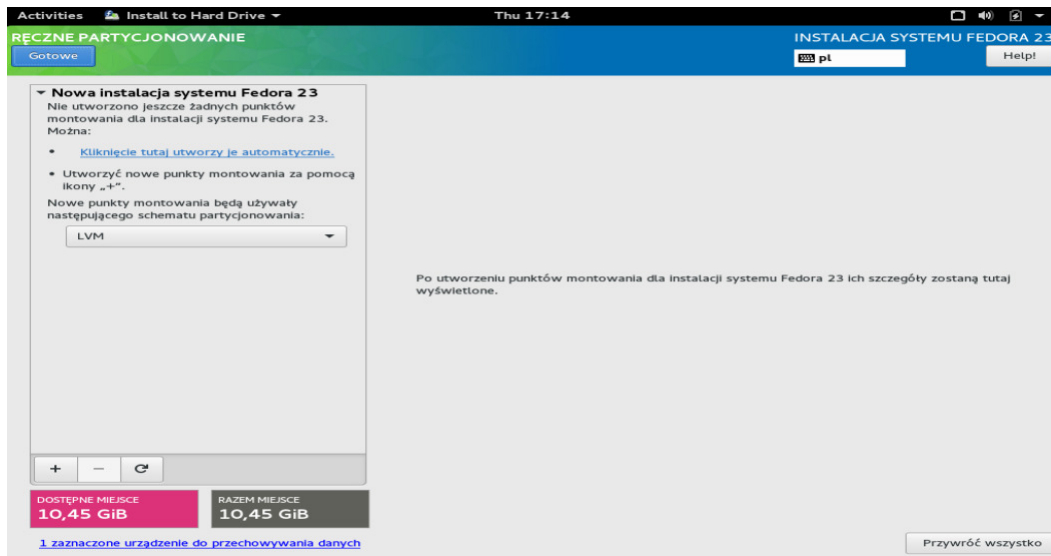 Activities Install to Hard Drive Thu 17:14
RĘCZNE PARTYCJONOWANIE
INSTALACJA SYSTEMU FEDORA 23
Gotowe
pl
Help!
Nowa instalacja systemu Fedora 23
Nie utworzono jeszcze żadnych punktów
montowania dla instalacji systemu Fedora 23.
Można:
• Kliknięcie tutaj utworzy je automatycznie.
• Utworzyć nowe punkty montowania za pomocą
ikony „+”.
Nowe punkty montowania będą używały
następującego schematu partycjonowania:
LVM
Po utworzeniu punktów montowania dla instalacji systemu Fedora 23 ich szczegóły zostaną tutaj
wyświetlone.
+ −
DOSTĘPNE MIEJSCE
10,45 GiB
RAZEM MIEJSCE
10,45 GiB
1 zaznaczone urządzenie do przechowywania danych
Przywróć wszystko